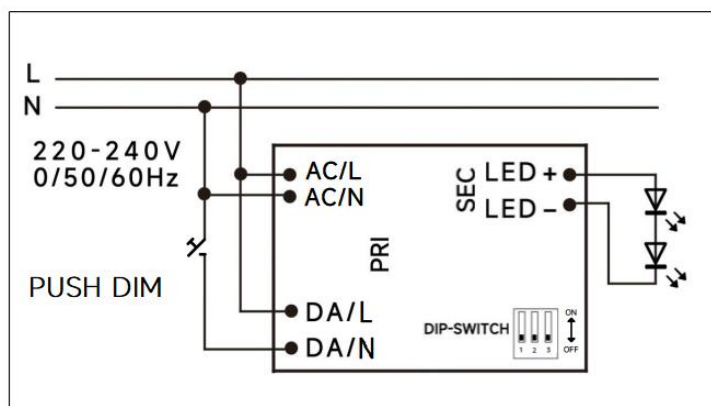 L
N
220-240V
0/50/60Hz
PUSH DIM
AC/L
AC/N
PRI
DA/L
DA/N
SEC
LED +
LED -
DIP-SWITCH
1 2 3
ON
OFF